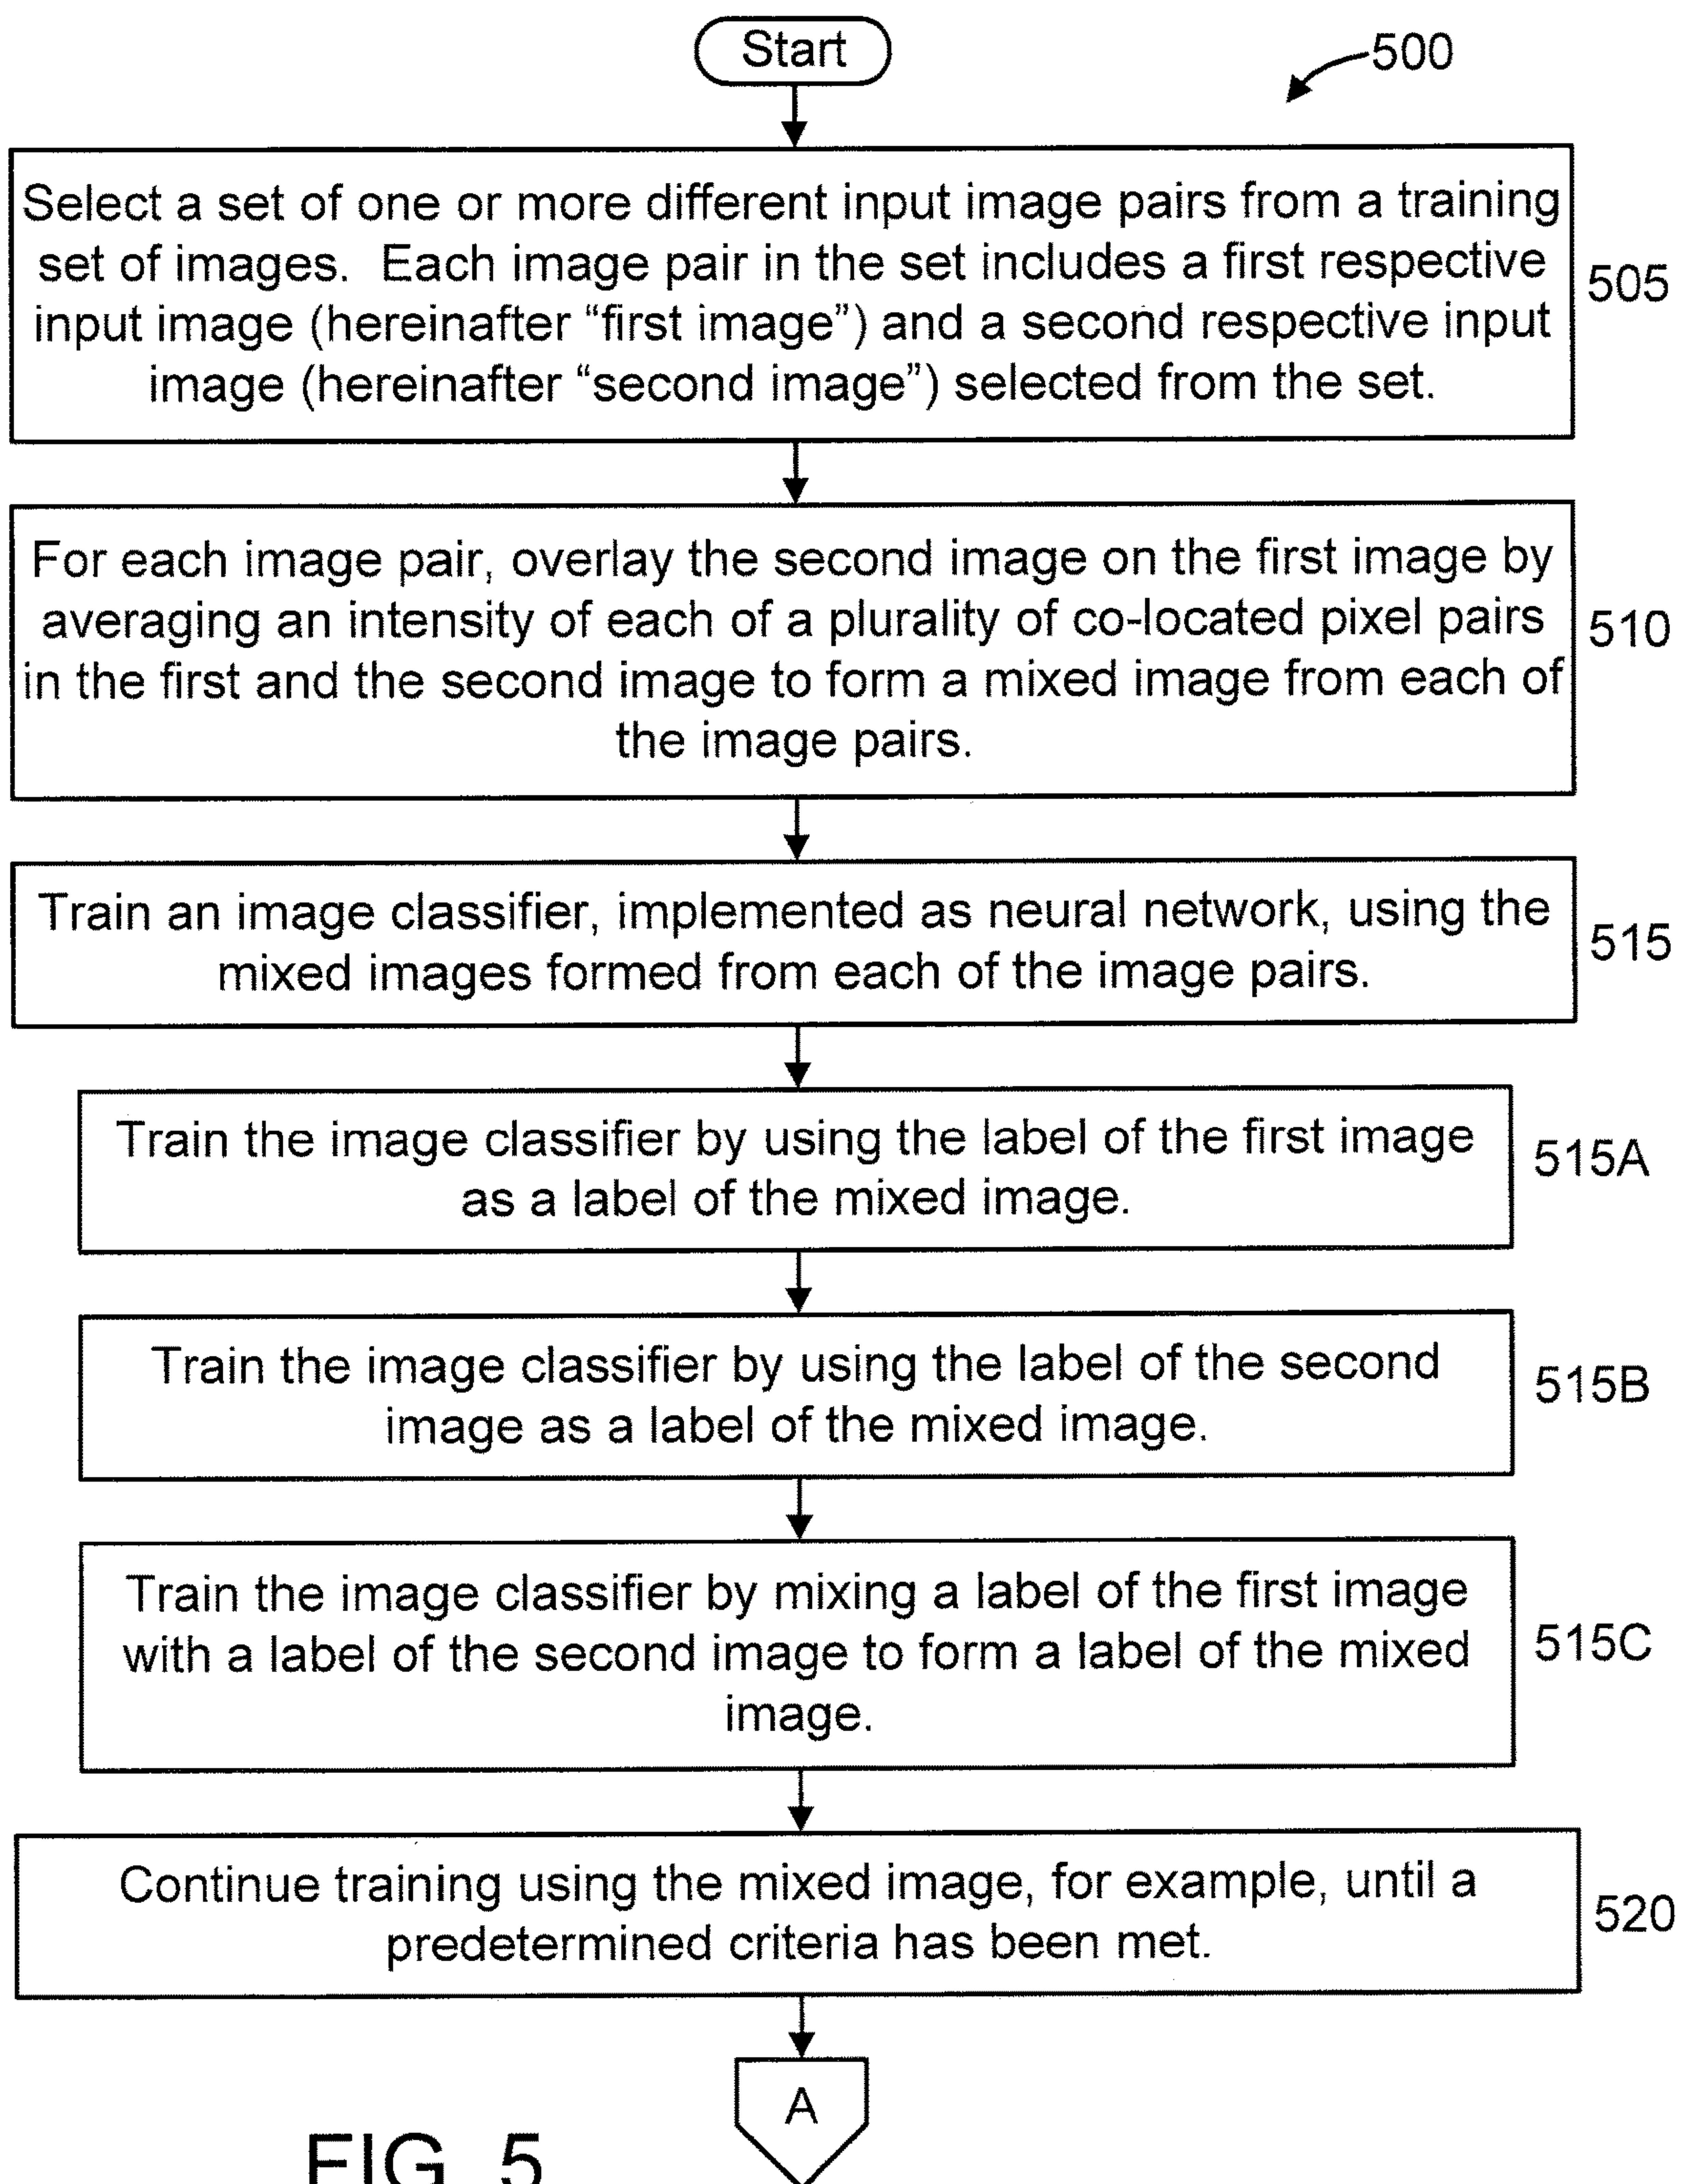 Start
500
Select a set of one or more different input image pairs from a training
set of images. Each image pair in the set includes a first respective
input image (hereinafter “first image”) and a second respective input
image (hereinafter “second image”) selected from the set.
505
For each image pair, overlay the second image on the first image by
averaging an intensity of each of a plurality of co-located pixel pairs
in the first and the second image to form a mixed image from each of
the image pairs.
510
Train an image classifier, implemented as neural network, using the
mixed images formed from each of the image pairs.
515
Train the image classifier by using the label of the first image
as a label of the mixed image.
515A
Train the image classifier by using the label of the second
image as a label of the mixed image.
515B
Train the image classifier by mixing a label of the first image
with a label of the second image to form a label of the mixed
image.
515C
Continue training using the mixed image, for example, until a
predetermined criteria has been met.
520
A
FIG. 5